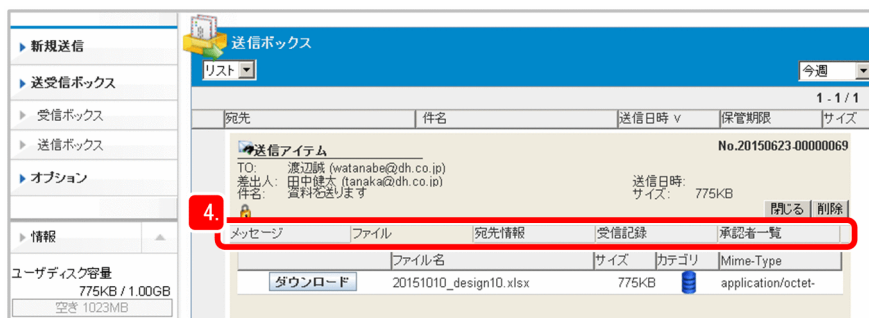 新規送信
送受信ボックス
受信ボックス
送信ボックス
オプション
情報
ユーザディスク容量
775KB / 1.00GB
空き 1023MB
送信ボックス
リスト
今週
1 - 1 / 1
宛先 件名 送信日時 ∨ 保管期限 サイズ
送信アイテム No.20150623-00000069
TO: 渡辺誠 (watanabe@dh.co.jp)
差出人: 田中健太 (tanaka@dh.co.jp) 送信日時:
件名: 資料を送ります サイズ: 775KB
閉じる 削除
4.
メッセージ ファイル 宛先情報 受信記録 承認者一覧
ファイル名 サイズ カテゴリ Mime-Type
ダウンロード 20151010_design10.xlsx 775KB application/octet-